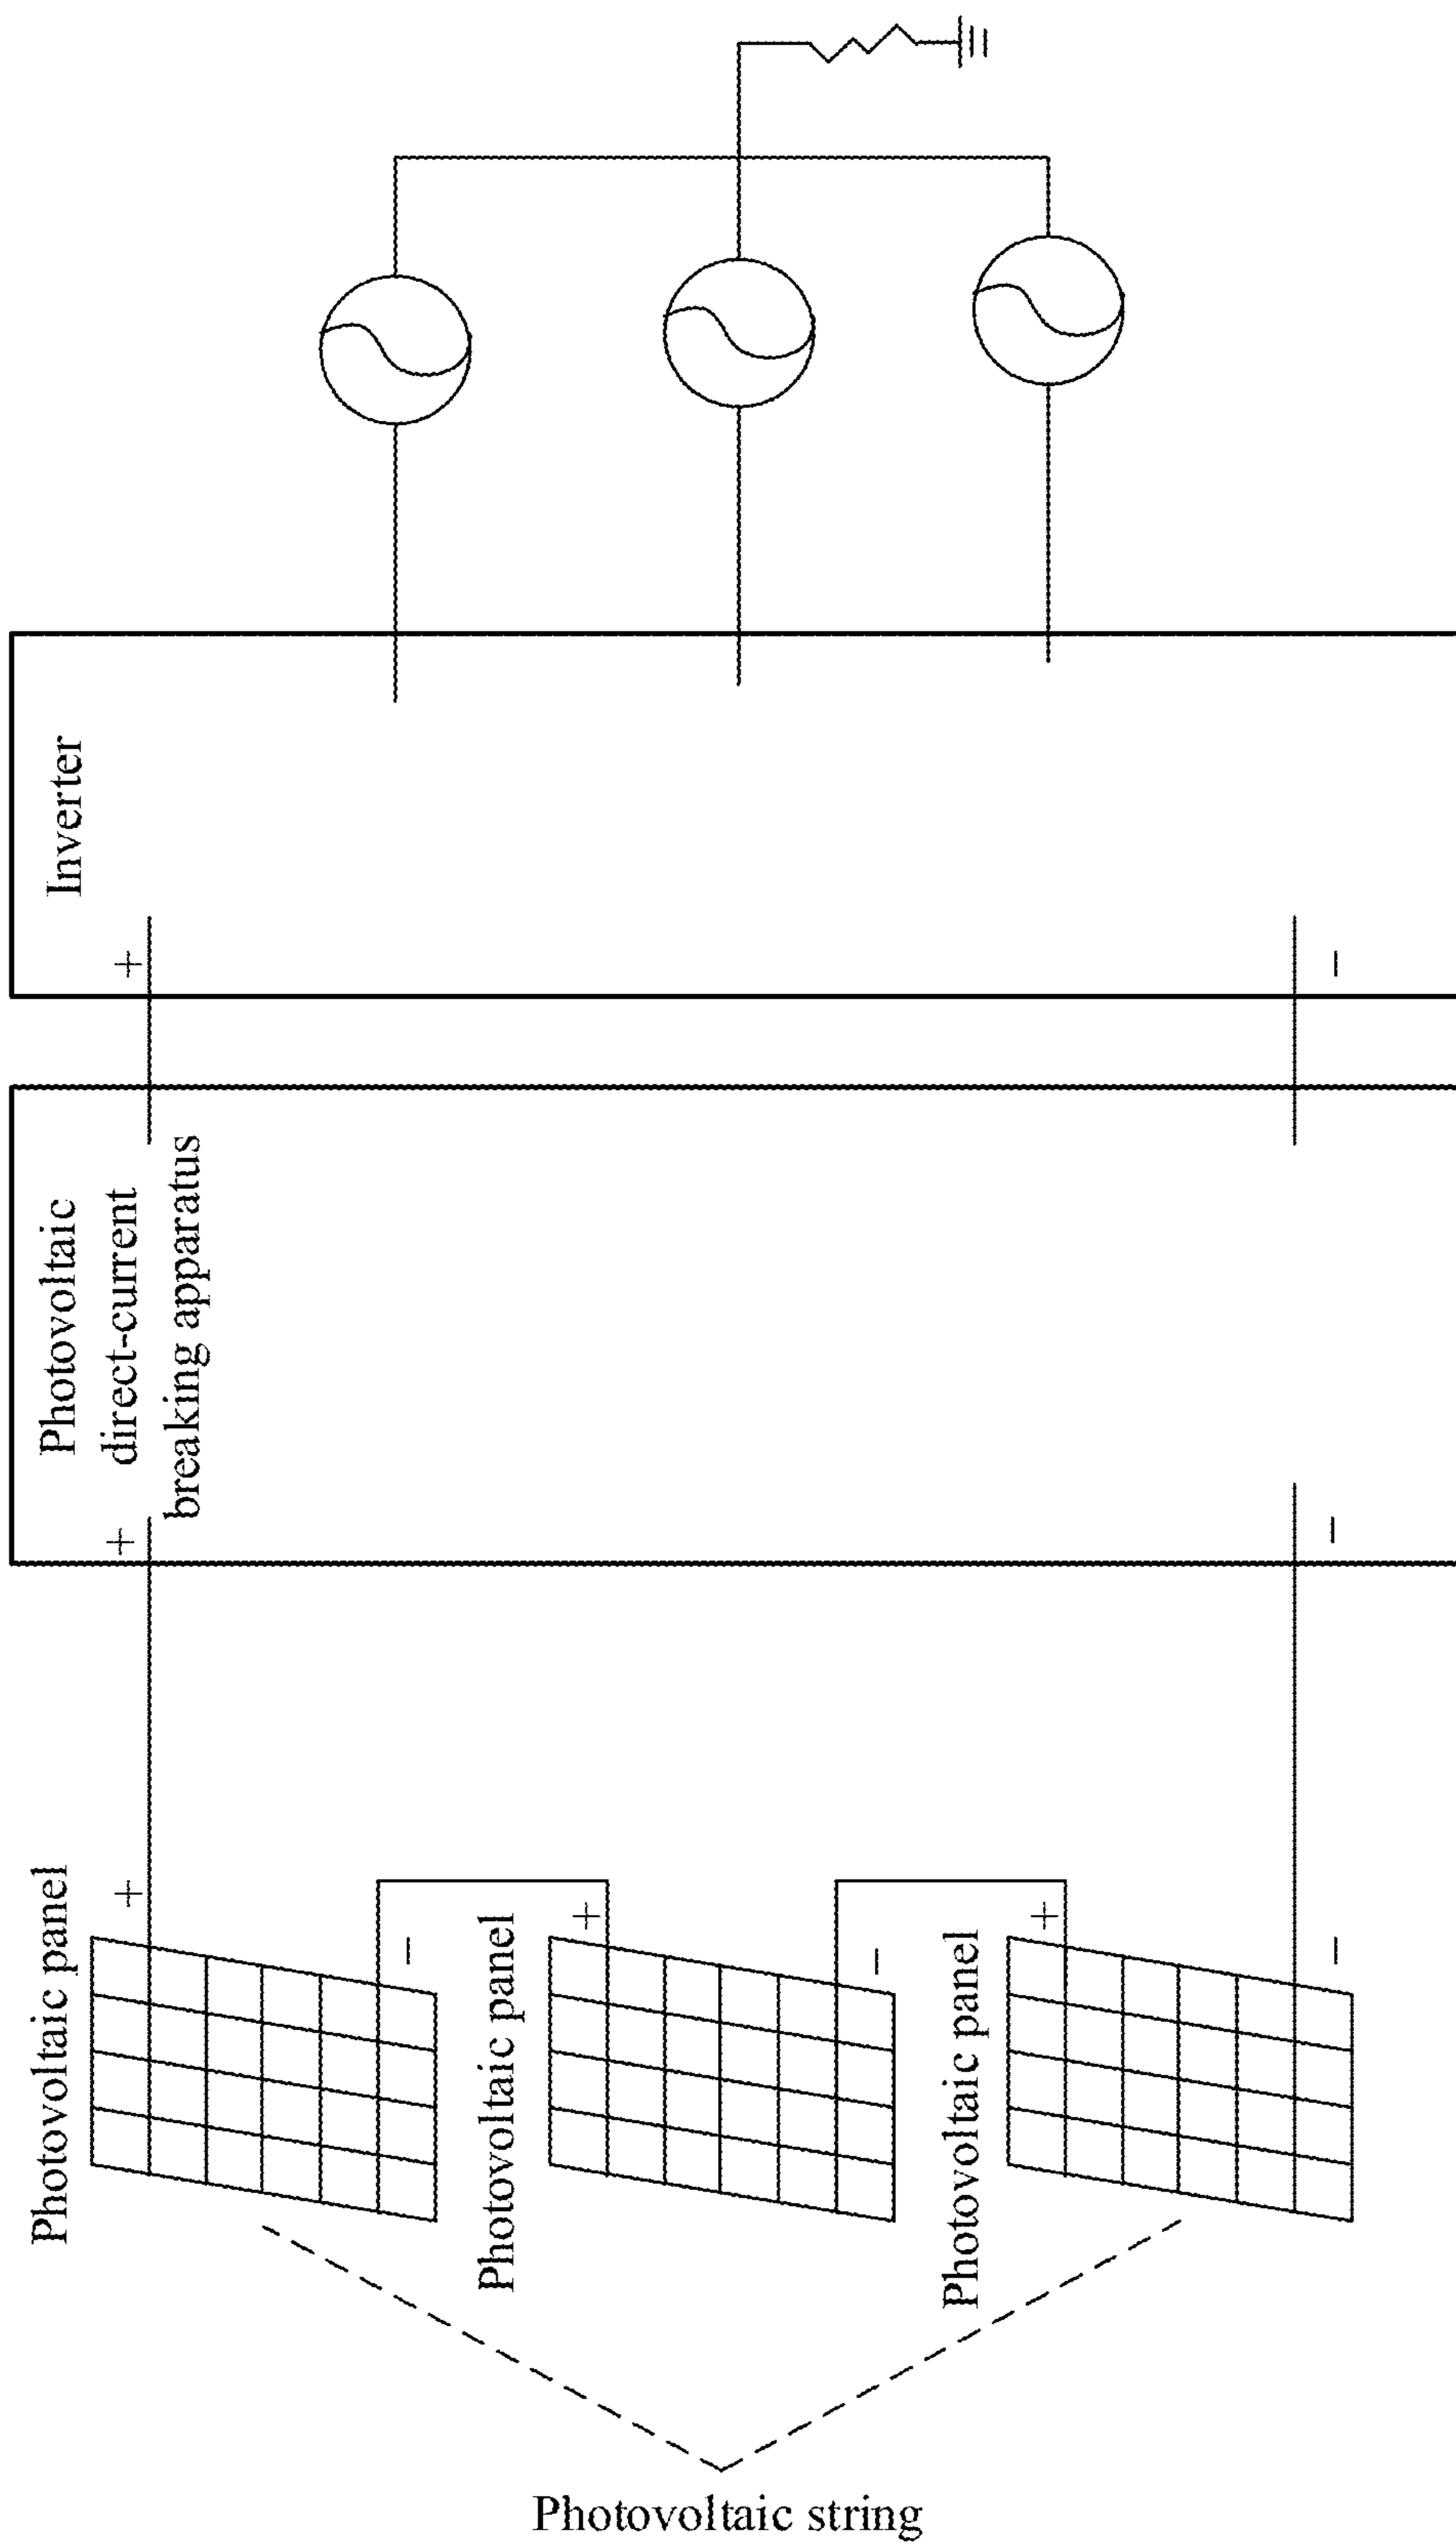 Photovoltaic panel
+
−
Photovoltaic panel
+
−
Photovoltaic panel
+
−
Photovoltaic string
Photovoltaic
direct-current
breaking apparatus
+
−
Inverter
+
−